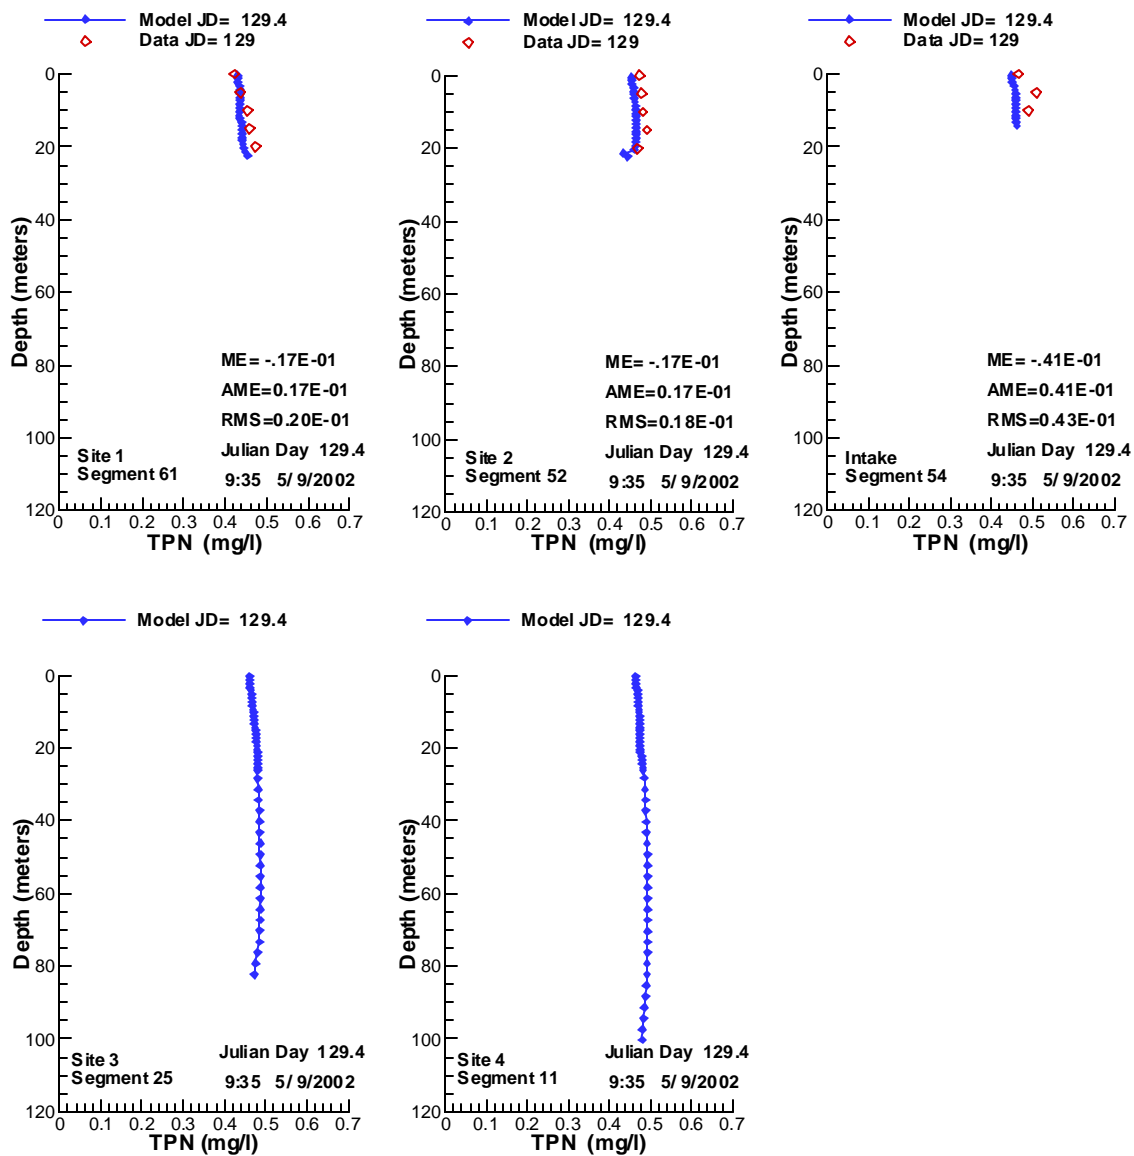 Model JD= 129.4
Data JD= 129
0
20
40
60
80
100
120
Depth (meters)
ME= -.17E-01
AME=0.17E-01
RMS=0.20E-01
Julian Day 129.4
9:35 5/ 9/2002
Site 1
Segment 61
0 0.1 0.2 0.3 0.4 0.5 0.6 0.7
TPN (mg/l)
Model JD= 129.4
Data JD= 129
0
20
40
60
80
100
120
Depth (meters)
ME= -.17E-01
AME=0.17E-01
RMS=0.18E-01
Julian Day 129.4
9:35 5/ 9/2002
Site 2
Segment 52
0 0.1 0.2 0.3 0.4 0.5 0.6 0.7
TPN (mg/l)
Model JD= 129.4
Data JD= 129
0
20
40
60
80
100
120
Depth (meters)
ME= -.41E-01
AME=0.41E-01
RMS=0.43E-01
Julian Day 129.4
9:35 5/ 9/2002
Intake
Segment 54
0 0.1 0.2 0.3 0.4 0.5 0.6 0.7
TPN (mg/l)
Model JD= 129.4
0
20
40
60
80
100
120
Depth (meters)
Julian Day 129.4
9:35 5/ 9/2002
Site 3
Segment 25
0 0.1 0.2 0.3 0.4 0.5 0.6 0.7
TPN (mg/l)
Model JD= 129.4
0
20
40
60
80
100
120
Depth (meters)
Julian Day 129.4
9:35 5/ 9/2002
Site 4
Segment 11
0 0.1 0.2 0.3 0.4 0.5 0.6 0.7
TPN (mg/l)